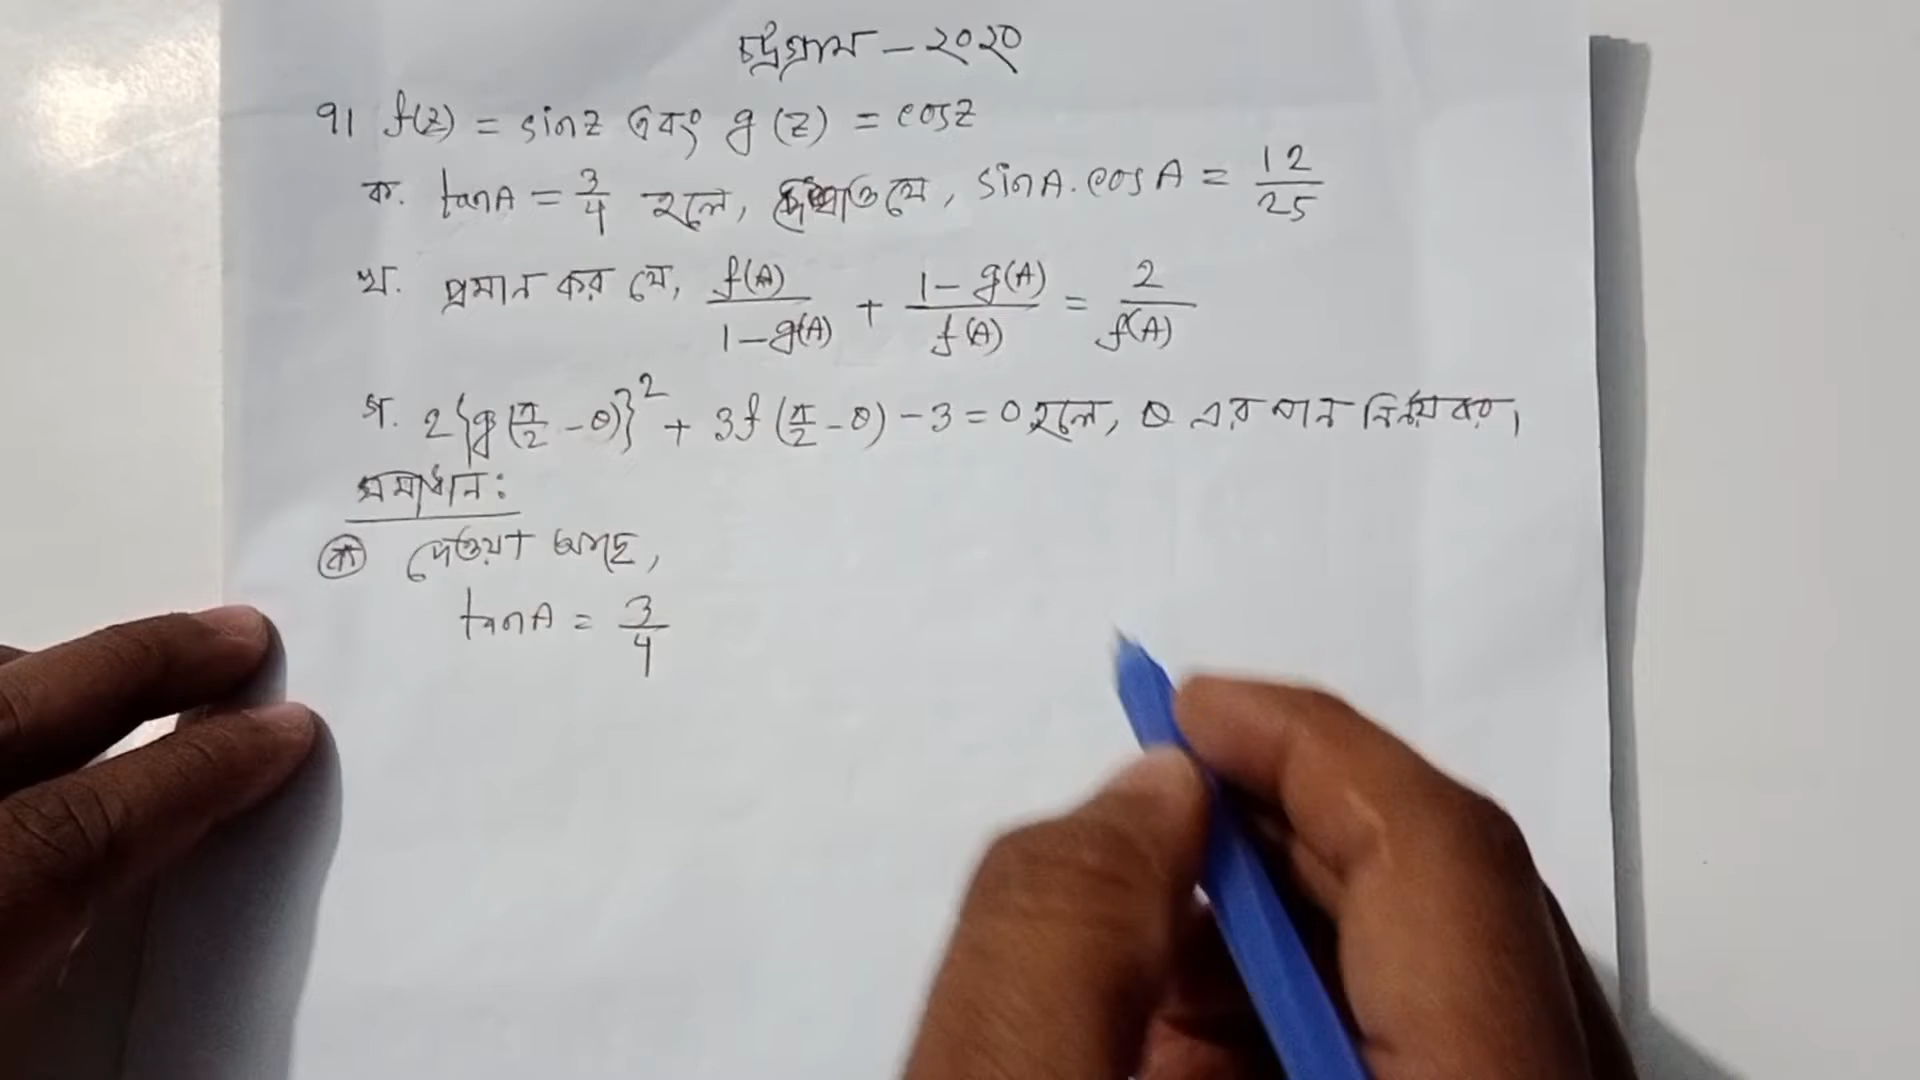 চট্টগ্রাম – ২০২০
৭। f(z) = sinz এবং g(z) = cosz
ক. tanA = 3/4 হলে, দেখাও যে, sinA. cosA = 12/25
খ. প্রমান কর যে, f(A)/(1-g(A)) + (1-g(A))/f(A) = 2/f(A)
গ. 2{g(π/2 - θ)}² + 3f(π/2 - θ) - 3 = 0 হলে, θ এর মান নির্নয় কর।
সমাধান:
ক দেওয়া আছে,
tanA = 3/4